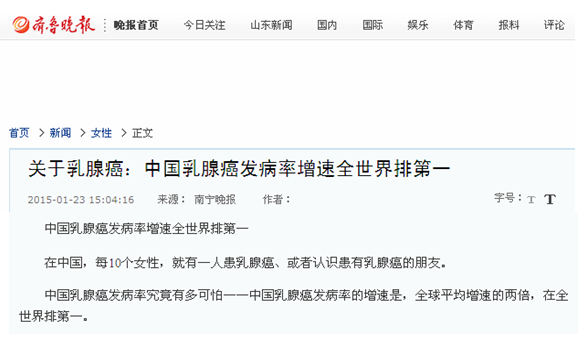 齐鲁晚报 晚报首页 今日关注 山东新闻 国内 国际 娱乐 体育 报料 评论
首页 > 新闻 > 女性 > 正文
关于乳腺癌：中国乳腺癌发病率增速全世界排第一
2015-01-23 15:04:16 来源： 南宁晚报 作者： 字号：T T
中国乳腺癌发病率增速全世界排第一
在中国，每10个女性，就有一人患乳腺癌、或者认识患有乳腺癌的朋友。
中国乳腺癌发病率究竟有多可怕——中国乳腺癌发病率的增速是，全球平均增速的两倍，在全
世界排第一。